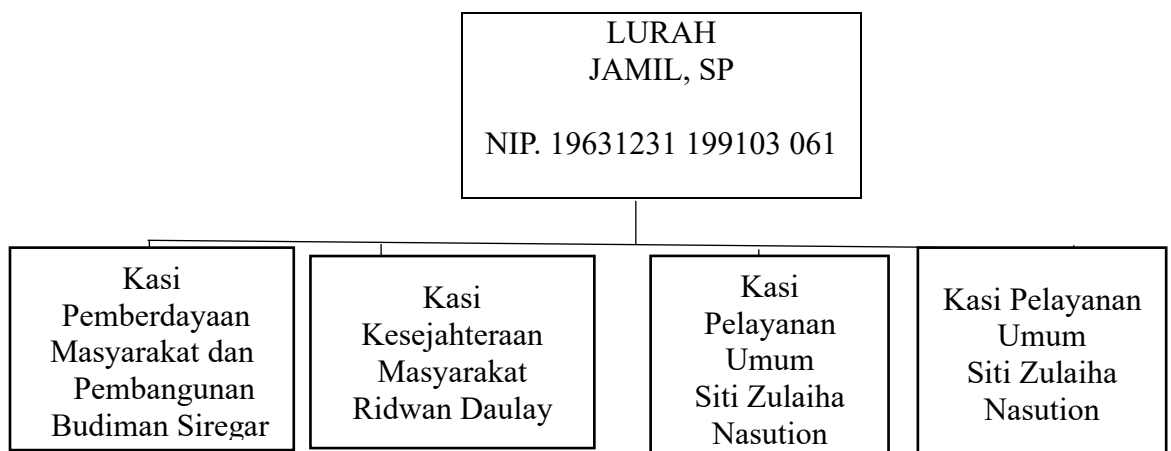 LURAH
JAMIL, SP
NIP. 19631231 199103 061
Kasi
Pemberdayaan
Masyarakat dan
Pembangunan
Budiman Siregar
Kasi
Kesejahteraan
Masyarakat
Ridwan Daulay
Kasi
Pelayanan
Umum
Siti Zulaiha
Nasution
Kasi Pelayanan
Umum
Siti Zulaiha
Nasution